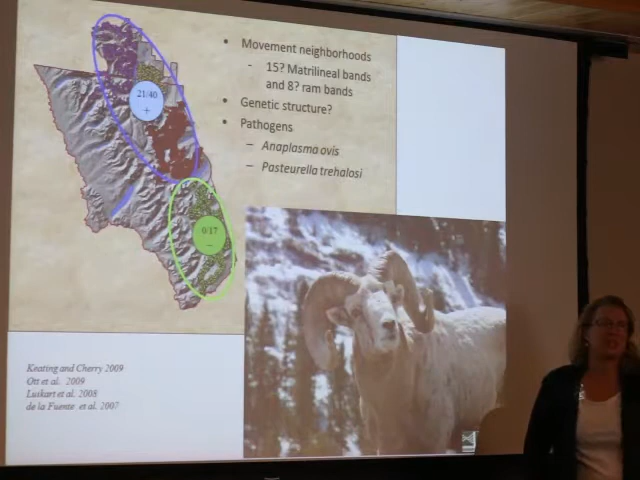 • Movement neighborhoods
- 15? Matrilineal bands
and 8? ram bands
• Genetic structure?
• Pathogens
– Anaplasma ovis
– Pasteurella trehalosi
21/40
+
0/17
–
Keating and Cherry 2009
Ott et al. 2009
Luikart et al. 2008
de la Fuente et al. 2007